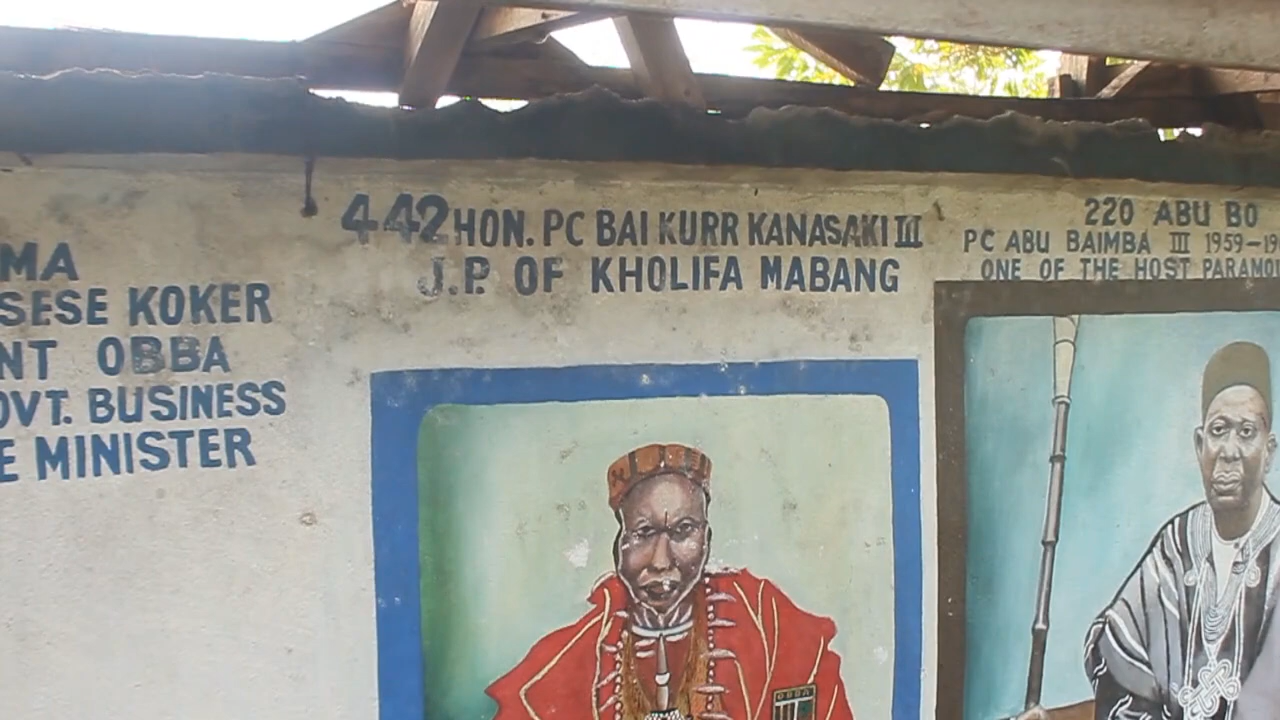 MA
SESE KOKER
NT OBBA
OVT. BUSINESS
E MINISTER
442 HON. PC BAI KURR KANASAKI III
J.P. OF KHOLIFA MABANG
OBBA
220 ABU BO
PC ABU BAIMBA III 1959-19
ONE OF THE HOST PARAMO